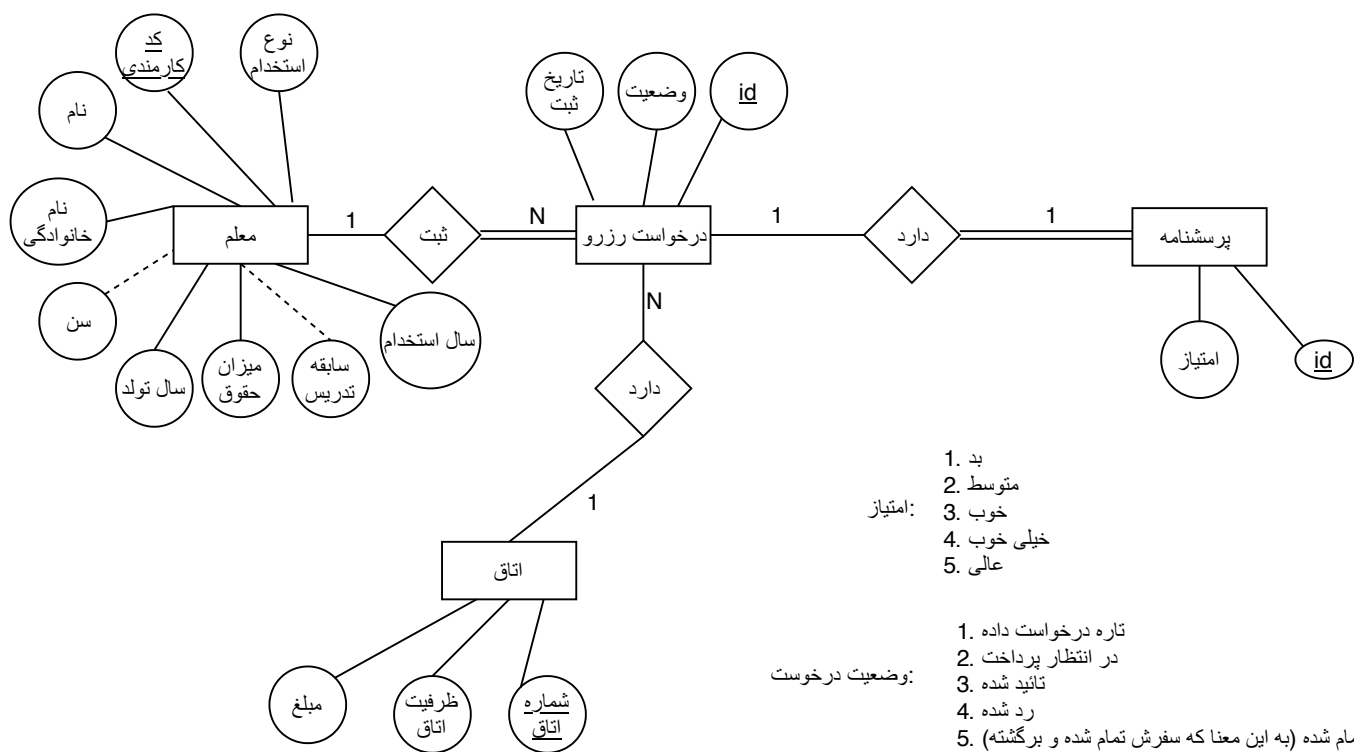 کد
کارمندی
نوع
استخدام
نام
نام
خانوادگی
سن
سال تولد
میزان
حقوق
سابقه
تدریس
سال استخدام
معلم
1
ثبت
N
تاریخ
ثبت
وضعیت
id
درخواست رزرو
1
دارد
1
پرسشنامه
امتیاز
id
N
دارد
1
اتاق
مبلغ
ظرفیت
اتاق
شماره
اتاق
امتیاز:
1. بد
2. متوسط
3. خوب
4. خیلی خوب
5. عالی
وضعیت درخوست:
1. تاره درخواست داده
2. در انتظار پرداخت
3. تائید شده
4. رد شده
5. مام شده (به این معنا که سفرش تمام شده و برگشته)